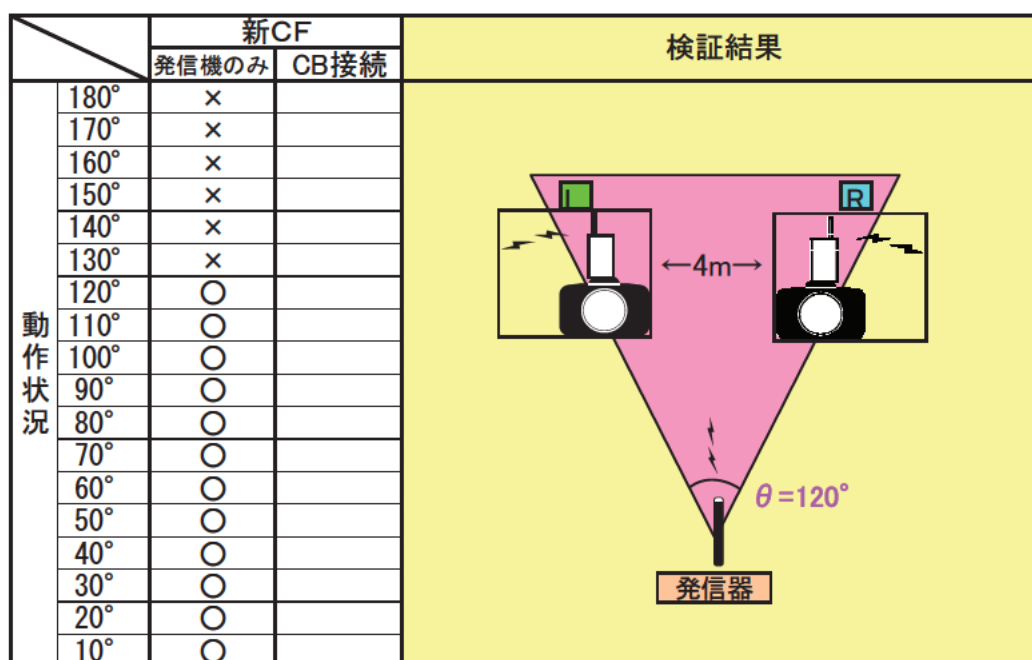 新CF
検証結果
発信機のみ CB接続
動作状況
180° ×
170° ×
160° ×
150° ×
140° ×
130° ×
120° ○
110° ○
100° ○
90° ○
80° ○
70° ○
60° ○
50° ○
40° ○
30° ○
20° ○
10° ○
L R
←4m→
θ=120°
発信器